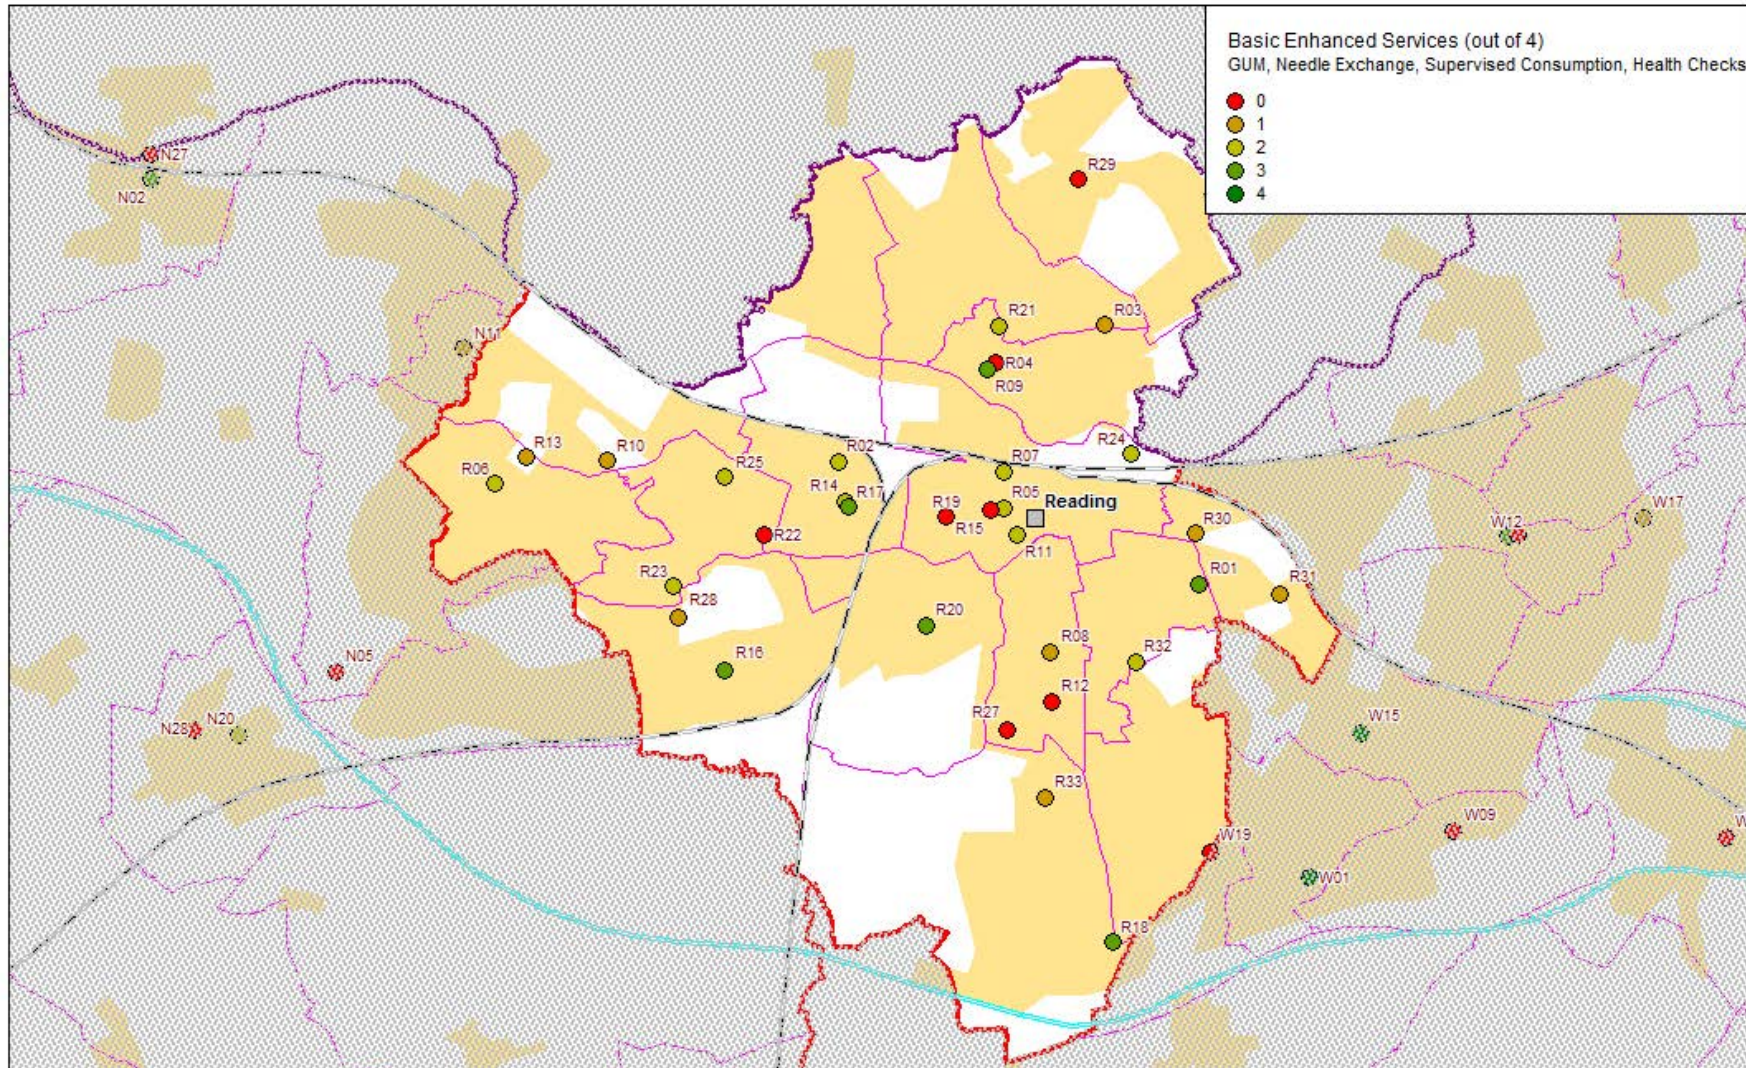 Basic Enhanced Services (out of 4)
GUM, Needle Exchange, Supervised Consumption, Health Checks
0
1
2
3
4
N27
N02
R29
R21
R03
N11
R04
R09
R24
R13
R10
R02
R07
R06
R25
R14
R17
R19
R05
Reading
R15
R22
R11
R30
W12
W17
R23
R28
R01
R31
R20
R08
R32
N05
R16
R12
N28
N20
R27
W15
R33
W19
W09
W
W01
R18